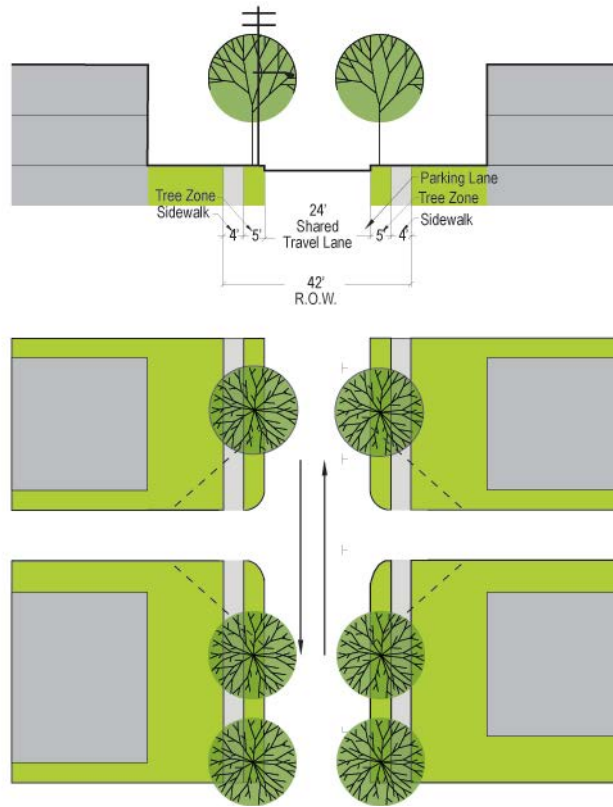 Parking Lane
Tree Zone
Tree Zone
Sidewalk
Sidewalk
24'
Shared
Travel Lane
4'
5'
5'
4'
42'
R.O.W.